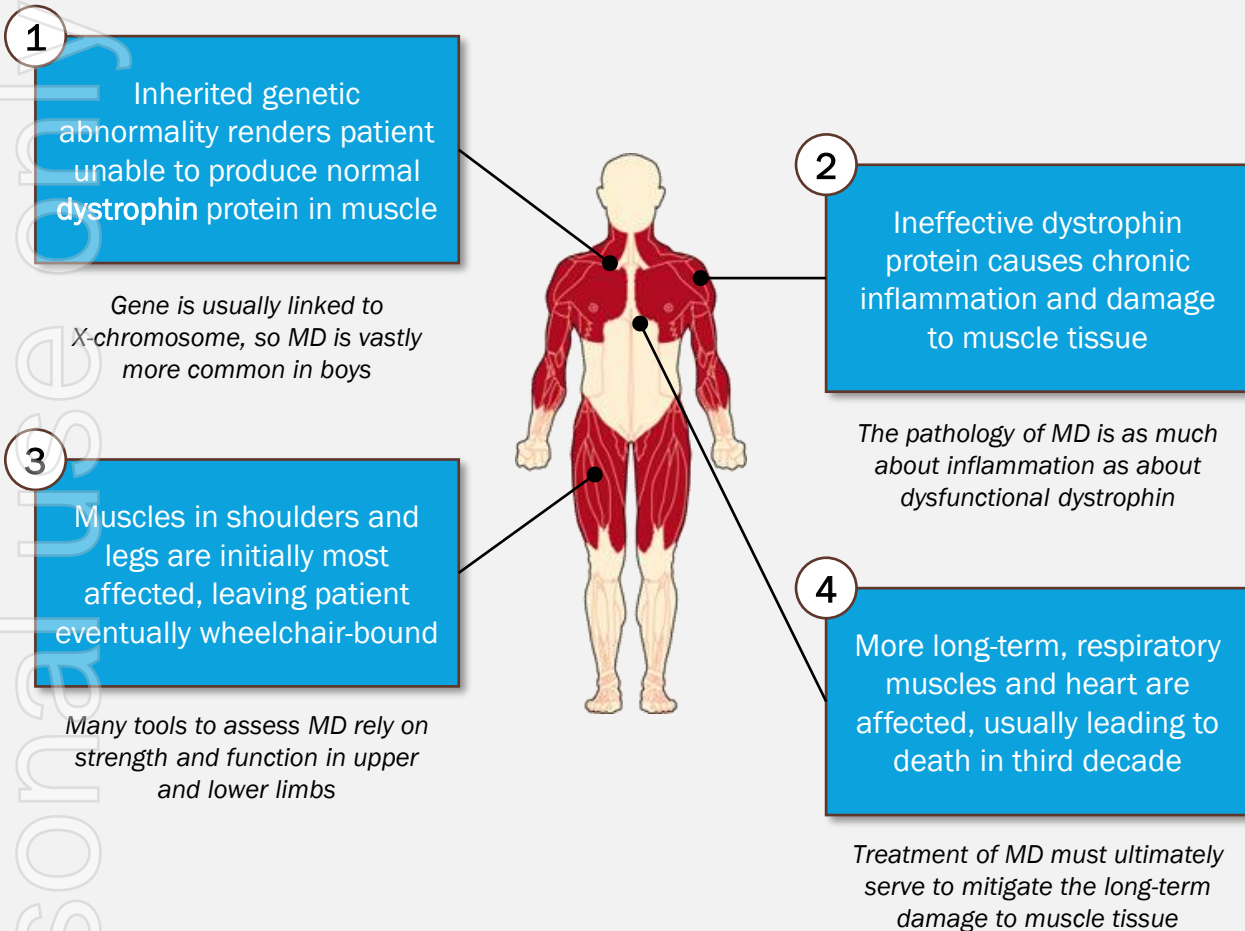 1
Inherited genetic
abnormality renders patient
unable to produce normal
dystrophin protein in muscle
Gene is usually linked to
X-chromosome, so MD is vastly
more common in boys
2
Ineffective dystrophin
protein causes chronic
inflammation and damage
to muscle tissue
The pathology of MD is as much
about inflammation as about
dysfunctional dystrophin
3
Muscles in shoulders and
legs are initially most
affected, leaving patient
eventually wheelchair-bound
Many tools to assess MD rely on
strength and function in upper
and lower limbs
4
More long-term, respiratory
muscles and heart are
affected, usually leading to
death in third decade
Treatment of MD must ultimately
serve to mitigate the long-term
damage to muscle tissue
sonal use only